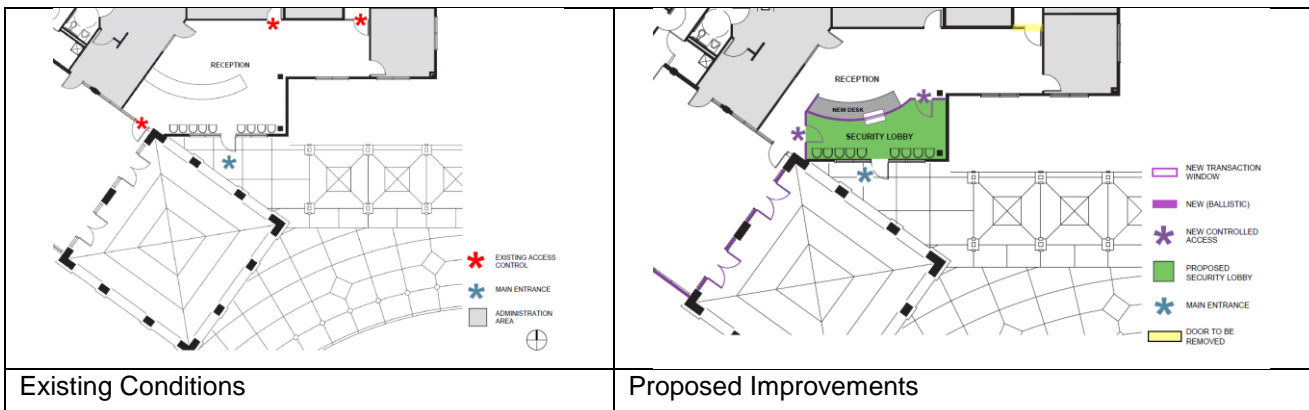 RECEPTION
EXISTING ACCESS
CONTROL
MAIN ENTRANCE
ADMINISTRATION
AREA
Existing Conditions
RECEPTION
NEW DESK
SECURITY LOBBY
NEW TRANSACTION
WINDOW
NEW (BALLISTIC)
NEW CONTROLLED
ACCESS
PROPOSED
SECURITY LOBBY
MAIN ENTRANCE
DOOR TO BE
REMOVED
Proposed Improvements